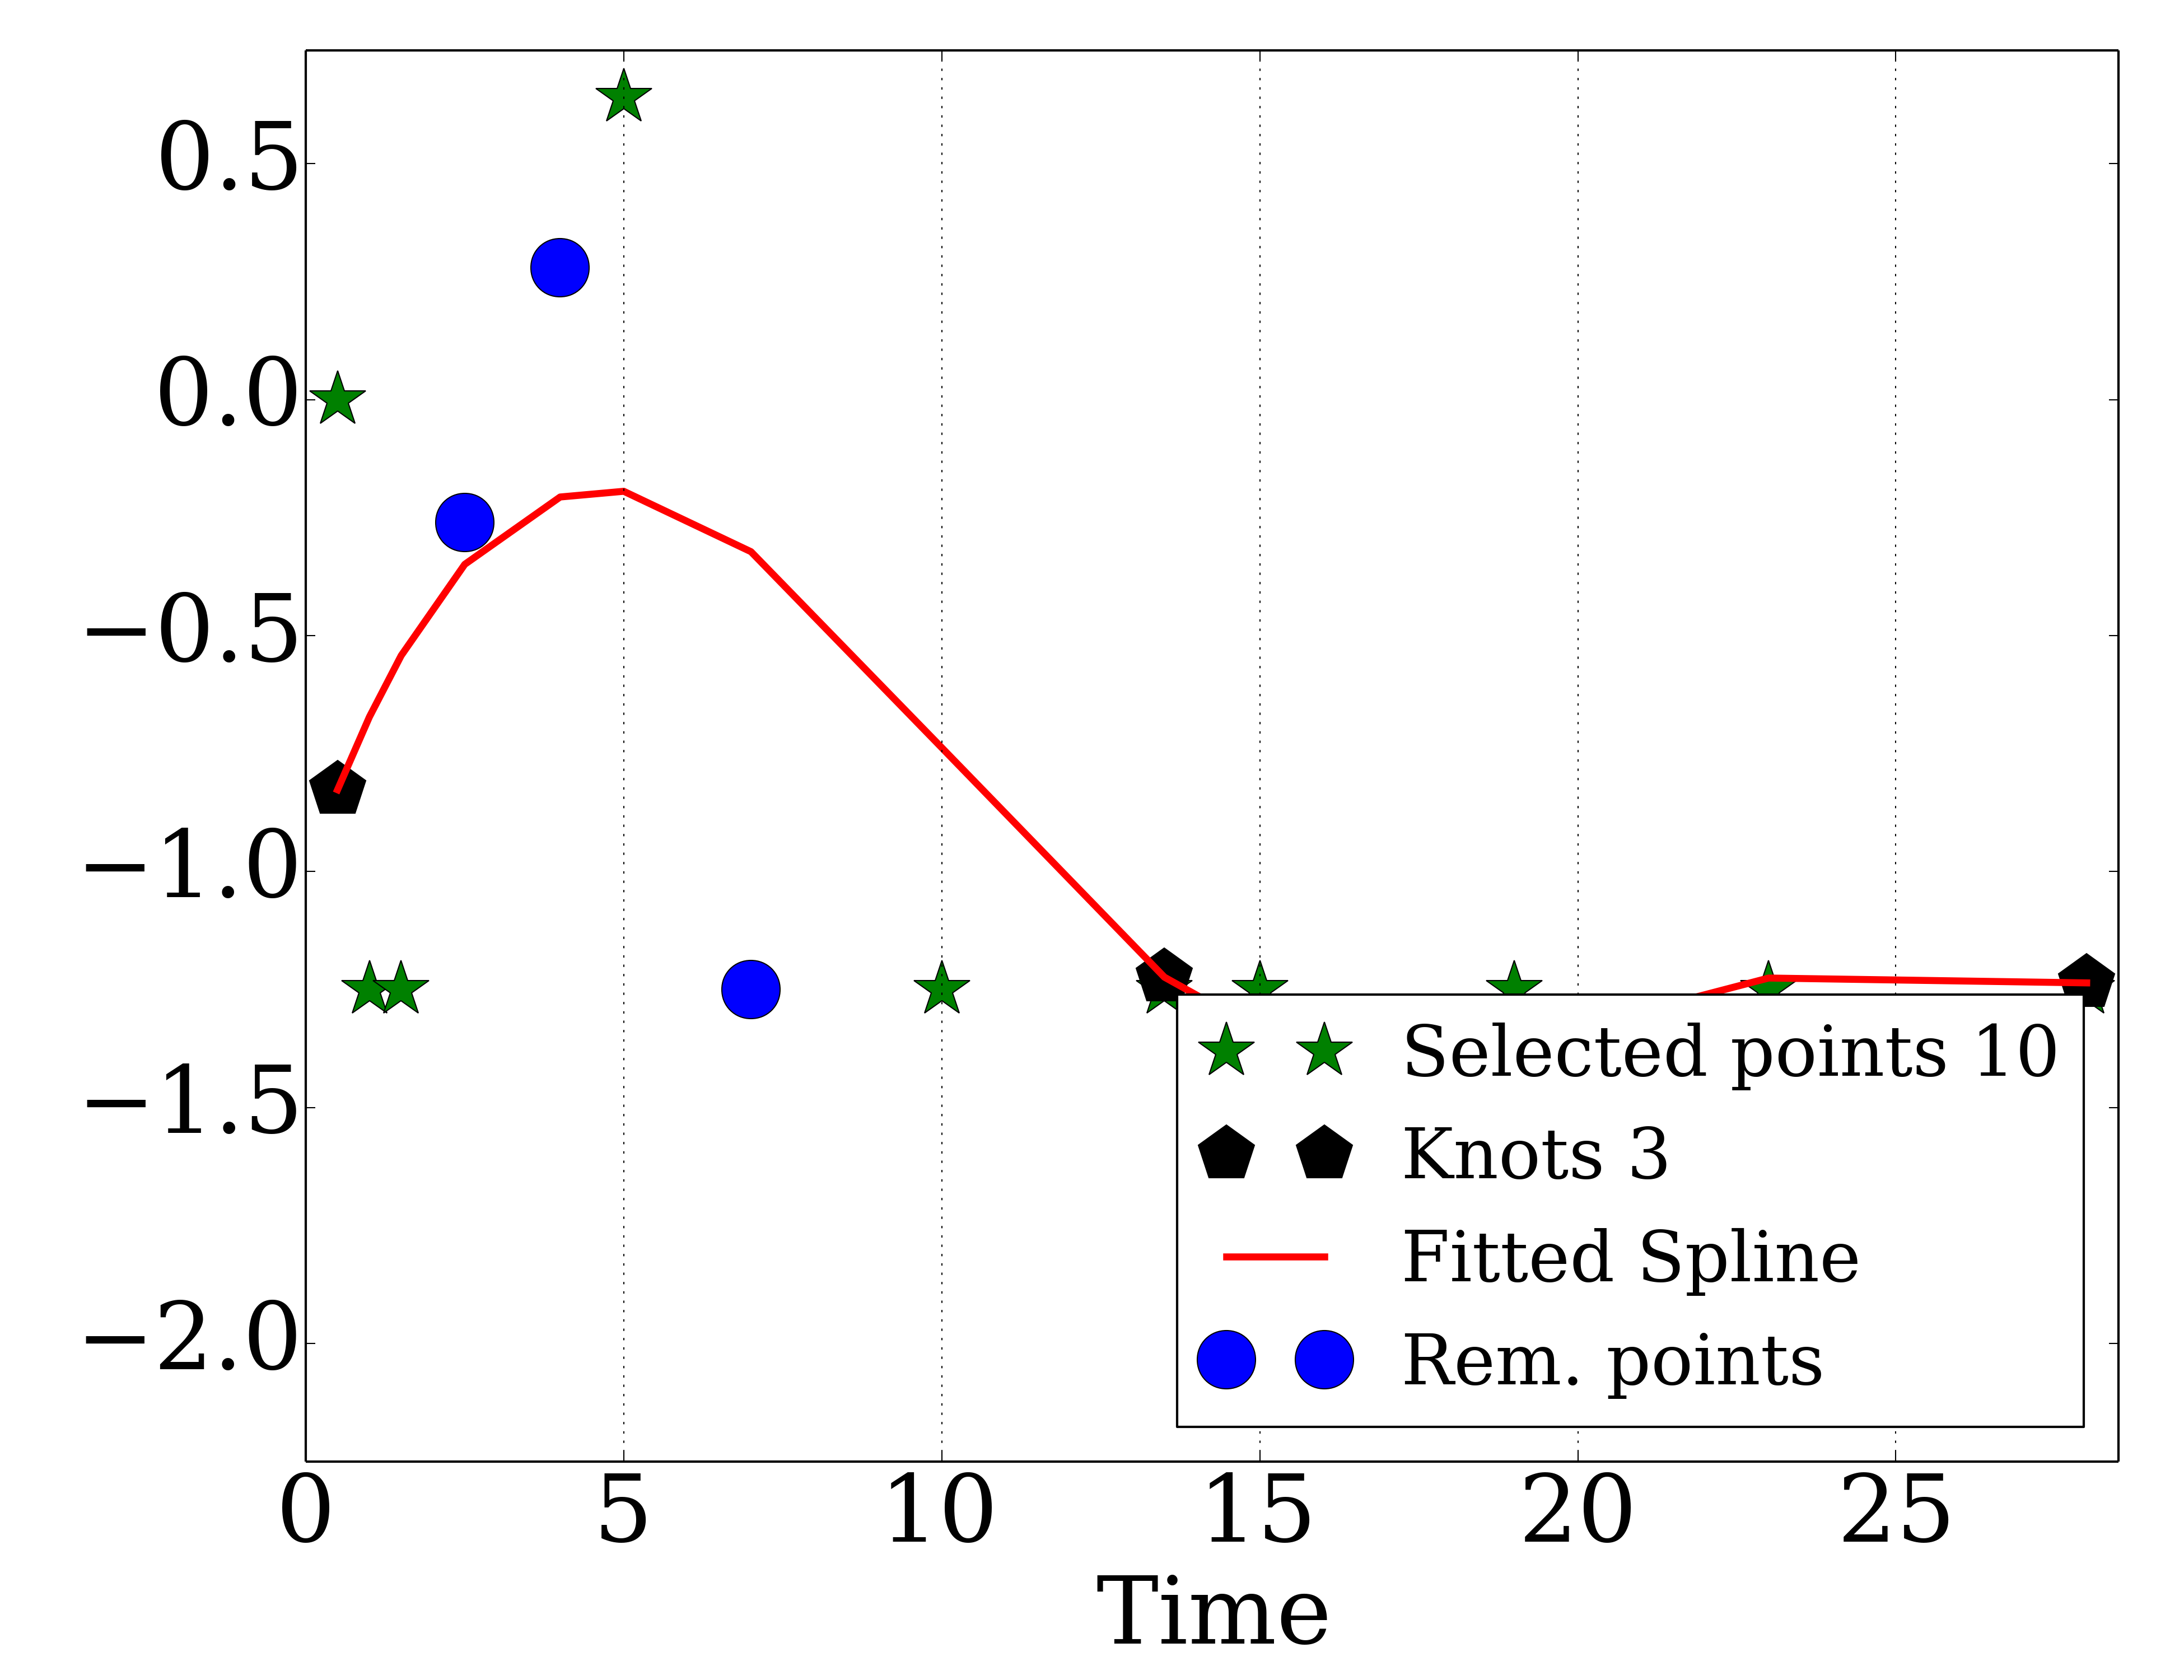 0.5
0.0
−0.5
−1.0
−1.5
−2.0
Selected points 10
Knots 3
Fitted Spline
Rem. points
0 5 10 15 20 25
Time